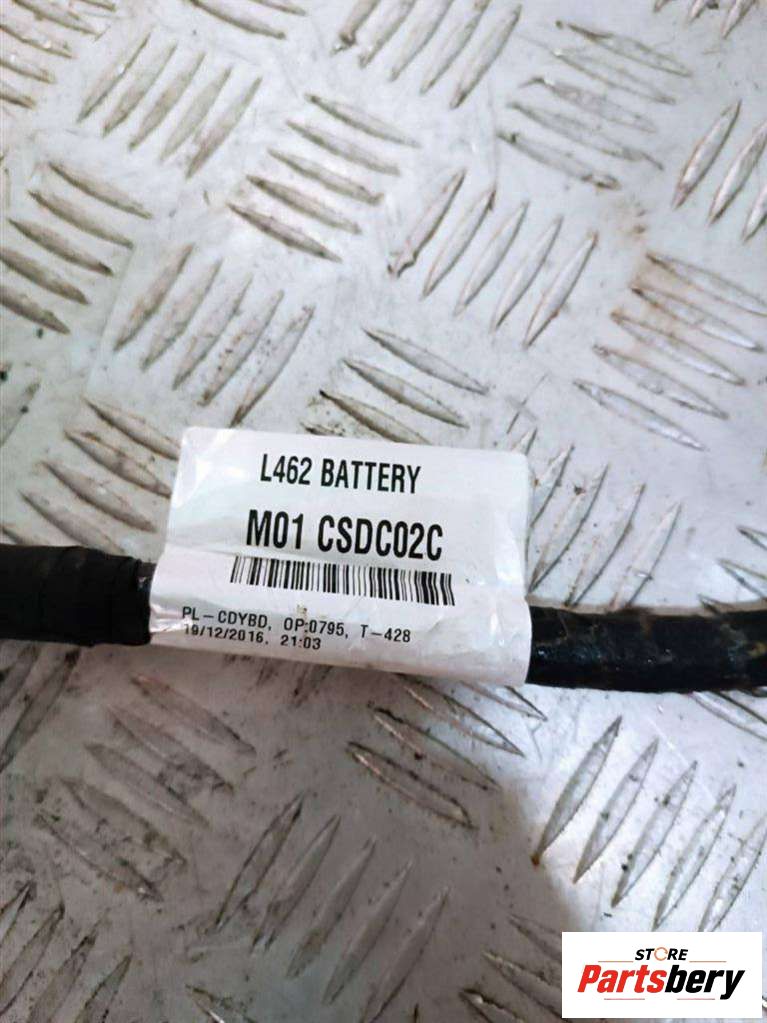 L462 BATTERY
M01 CSDC02C
PL-CDYBD, OP:0795, T-428
19/12/2016, 21:03
STORE
Partsbery